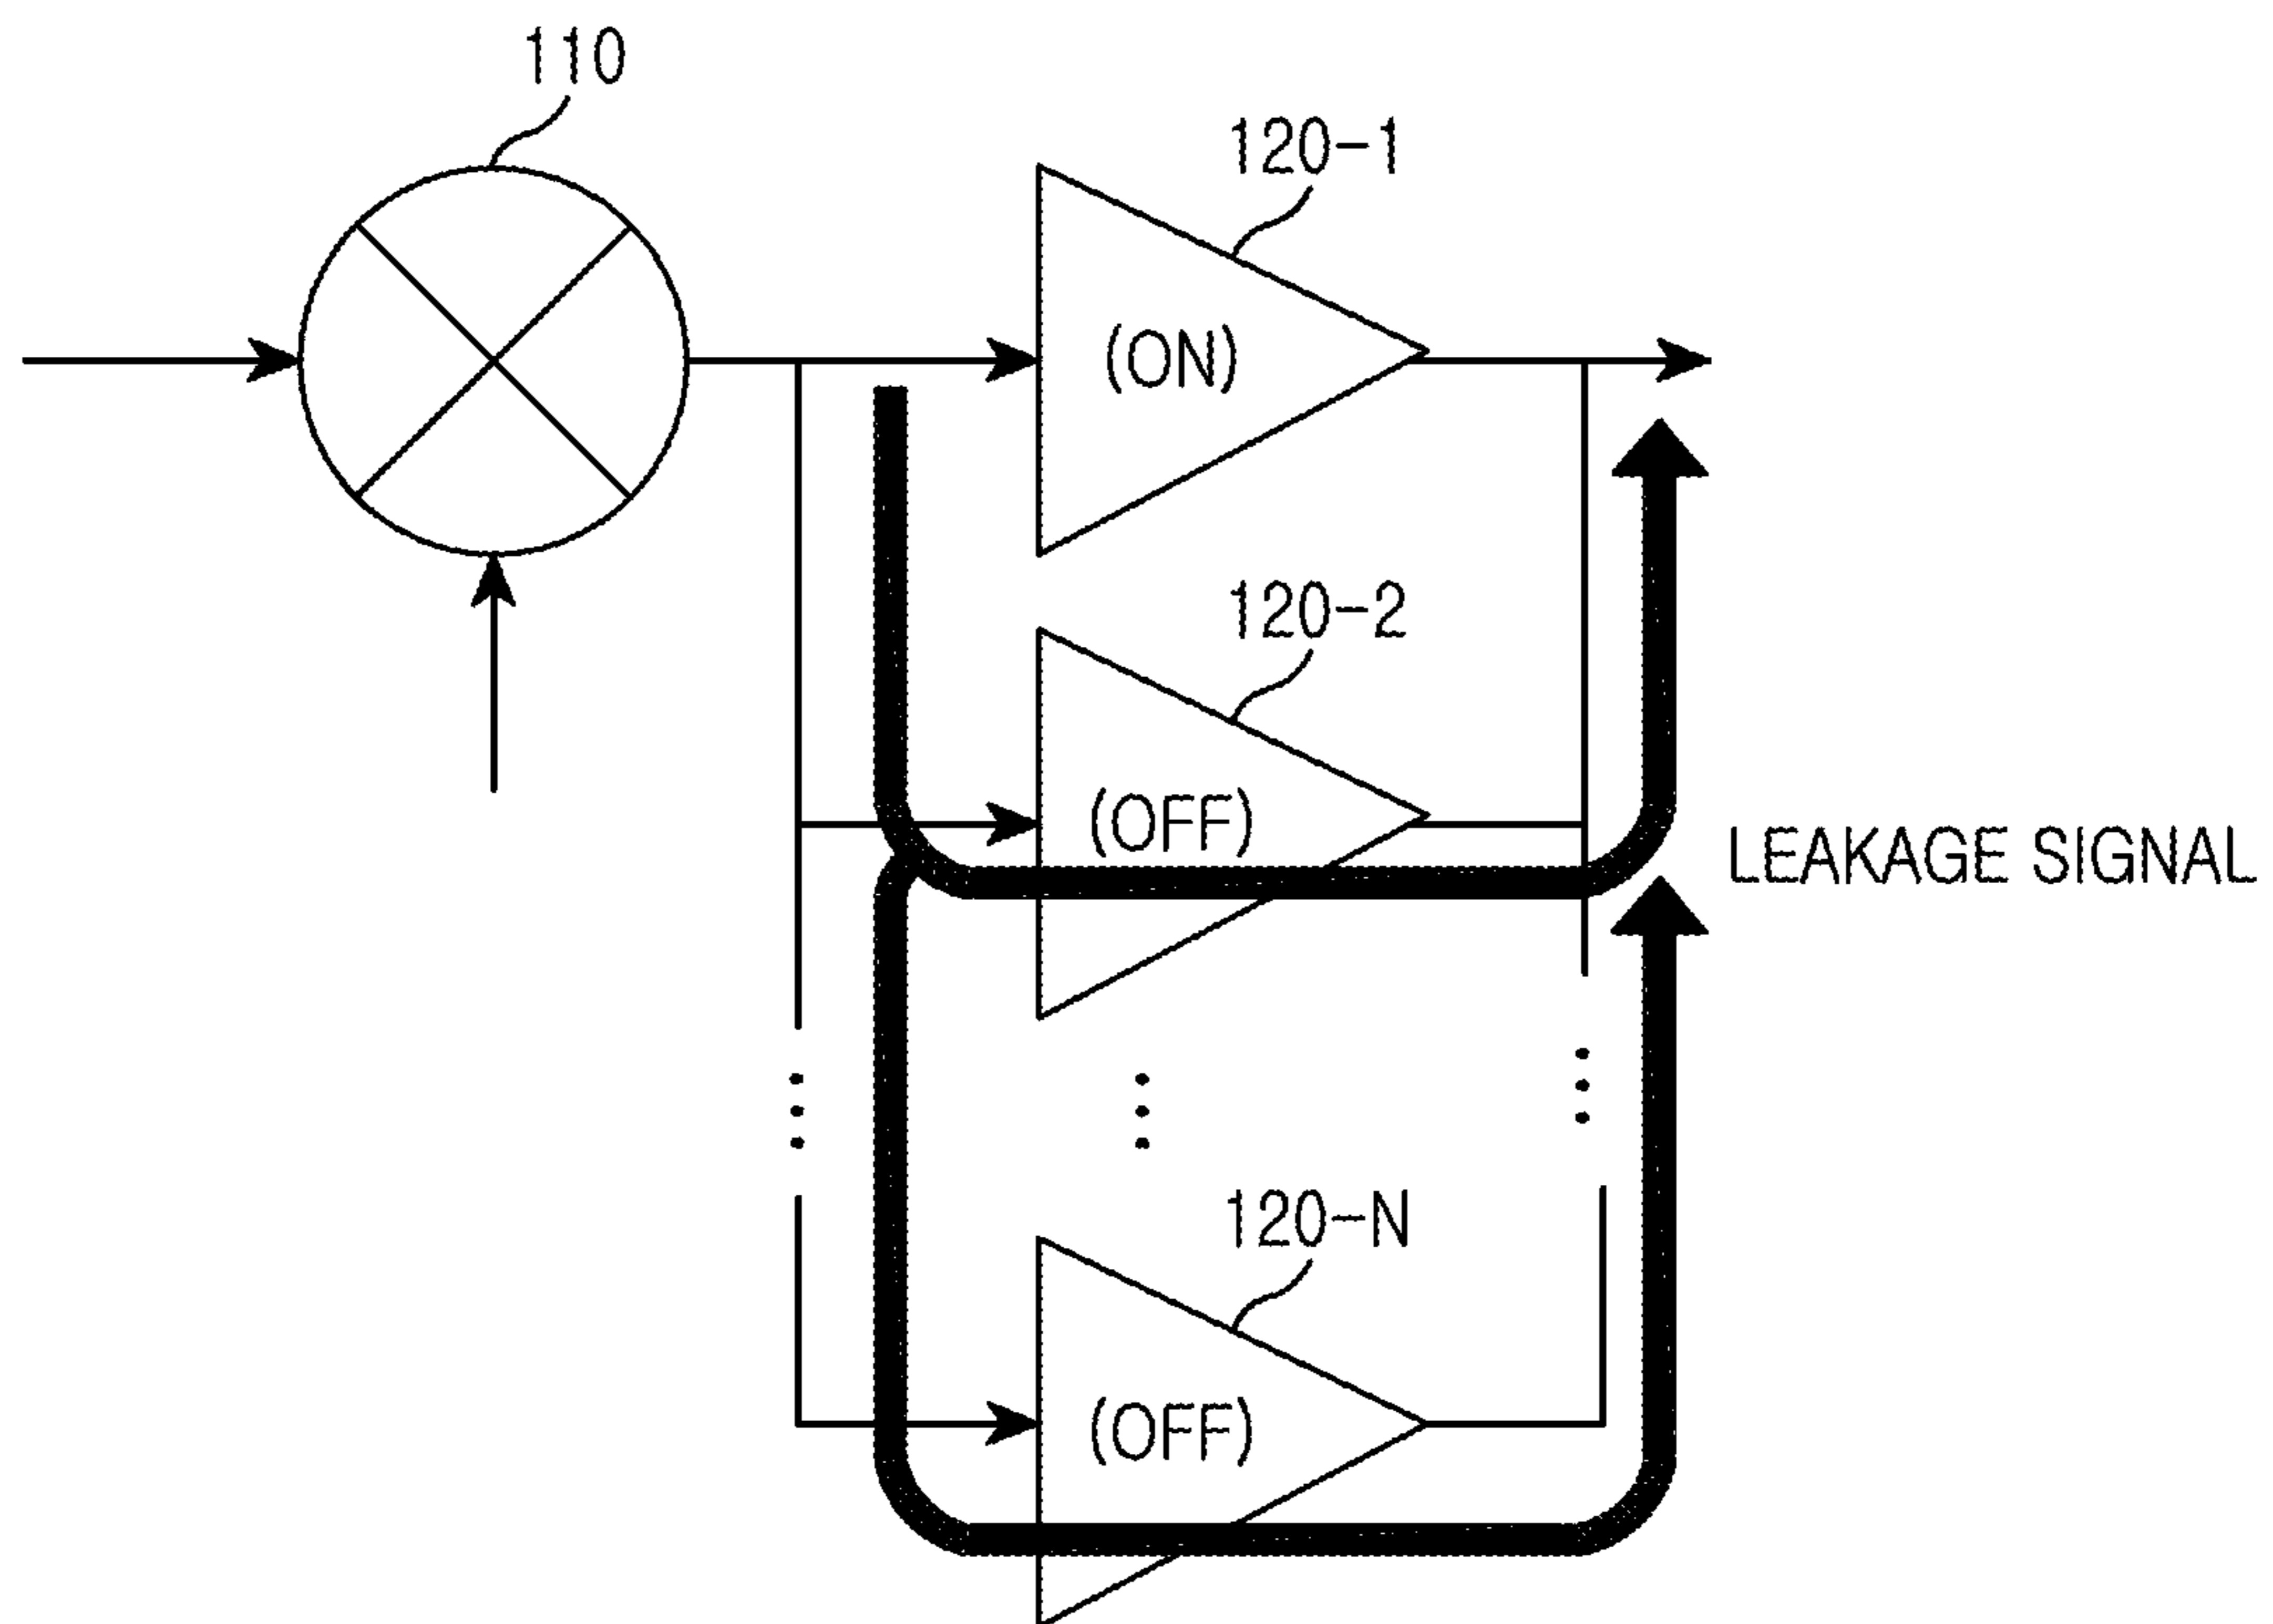 110
120-1
(ON)
120-2
(OFF)
LEAKAGE SIGNAL
120-N
(OFF)